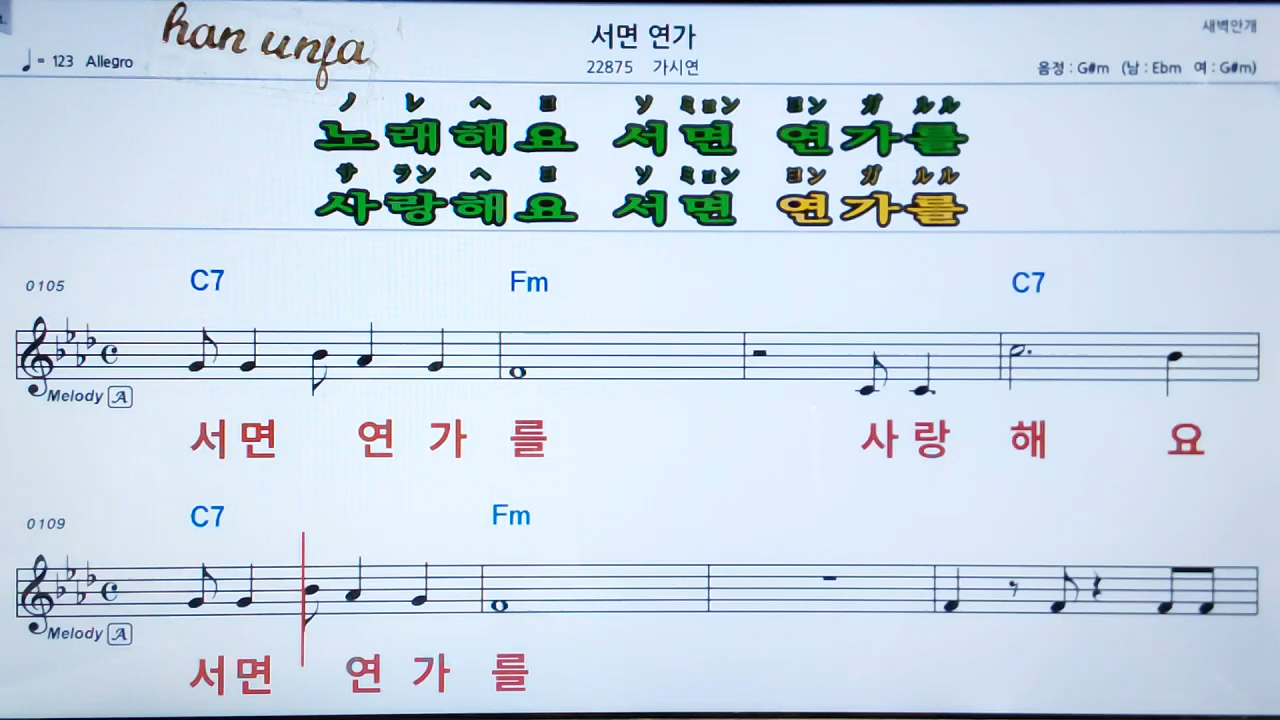 han unja
서면 연가
새벽안개
♩= 123 Allegro
22875 가시연
음정 : G#m (남 : Ebm 여 : G#m)
ノ レ ヘ ヨ ソ ミョン ヨン ガ ルル
노래해요 서면 연가를
サ ラン ヘ ヨ ソ ミョン ヨン ガ ルル
사랑해요 서면 연가를
C7 Fm C7
0105
Melody A
서면 연가를 사랑해요
C7 Fm
0109
Melody A
서면 연가를